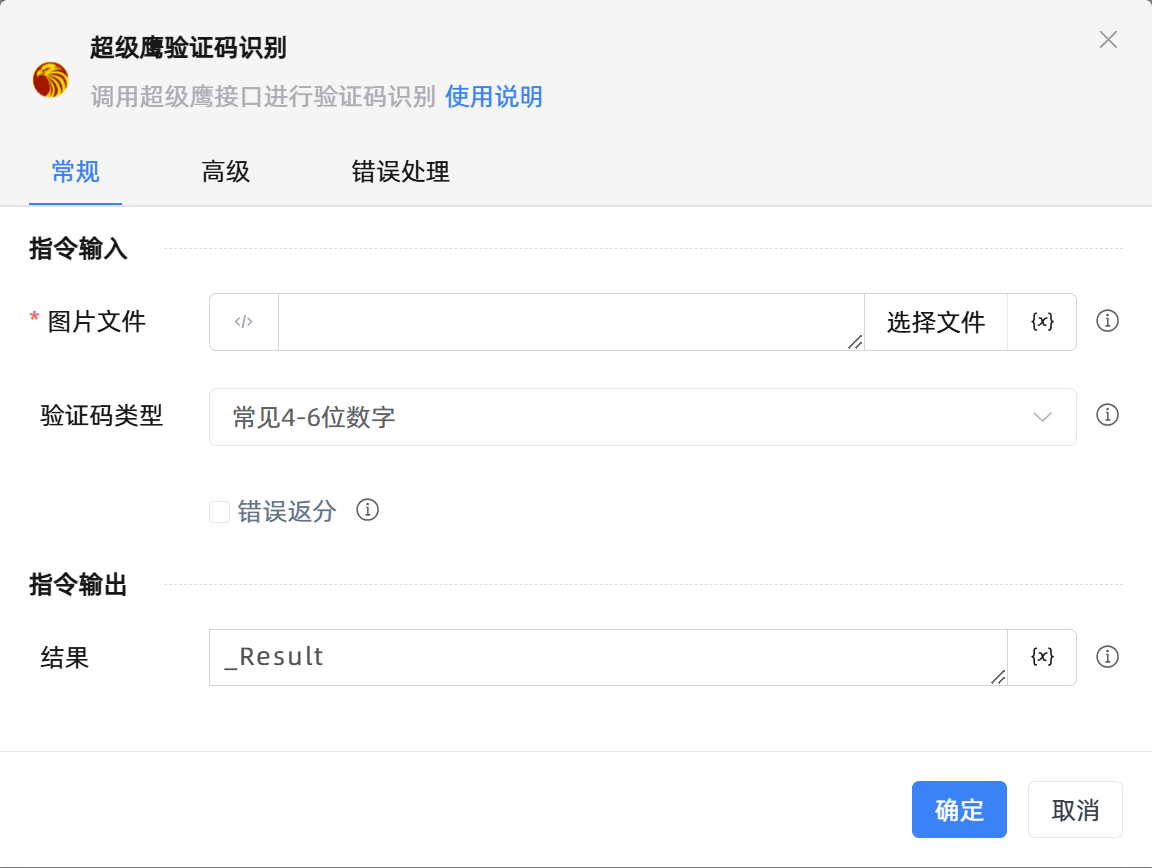 超级鹰验证码识别
调用超级鹰接口进行验证码识别 使用说明
常规 高级 错误处理
指令输入
* 图片文件 </> 选择文件 {x}
验证码类型 常见4-6位数字
错误返分
指令输出
结果 _Result {x}
确定 取消